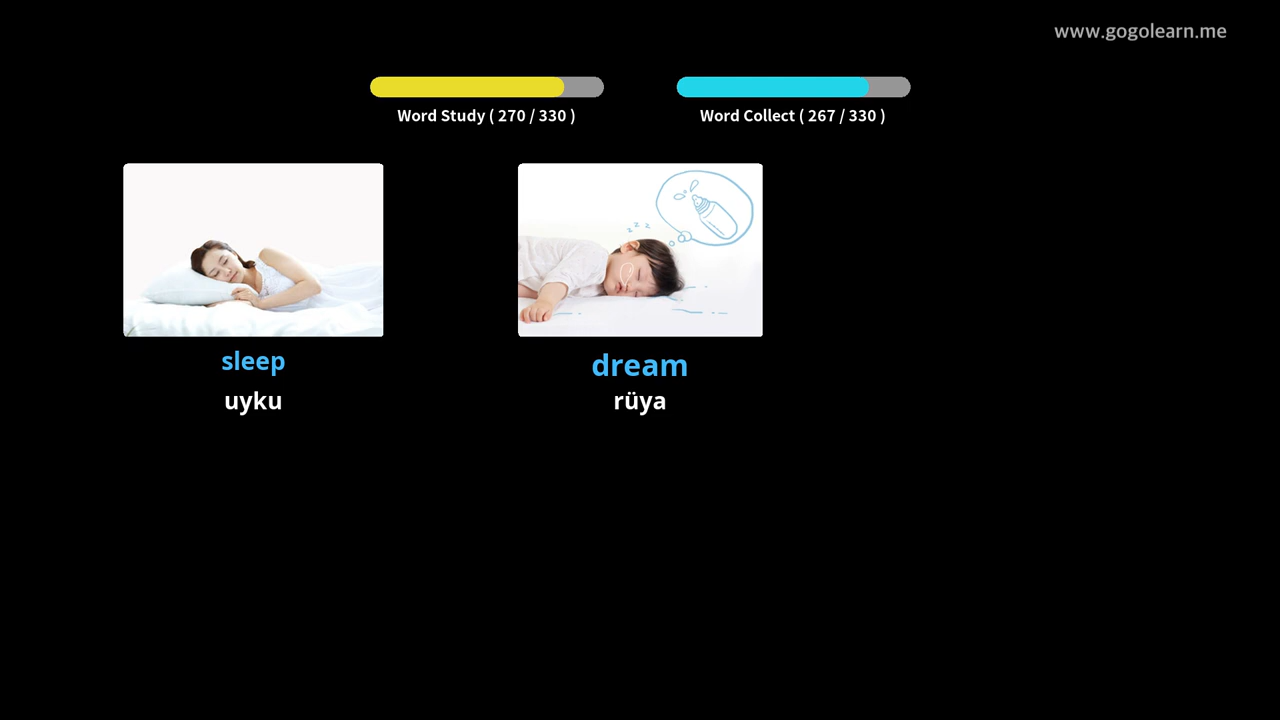 www.gogolearn.me
Word Study ( 270 / 330 )
Word Collect ( 267 / 330 )
z z z
sleep
dream
uyku
rüya